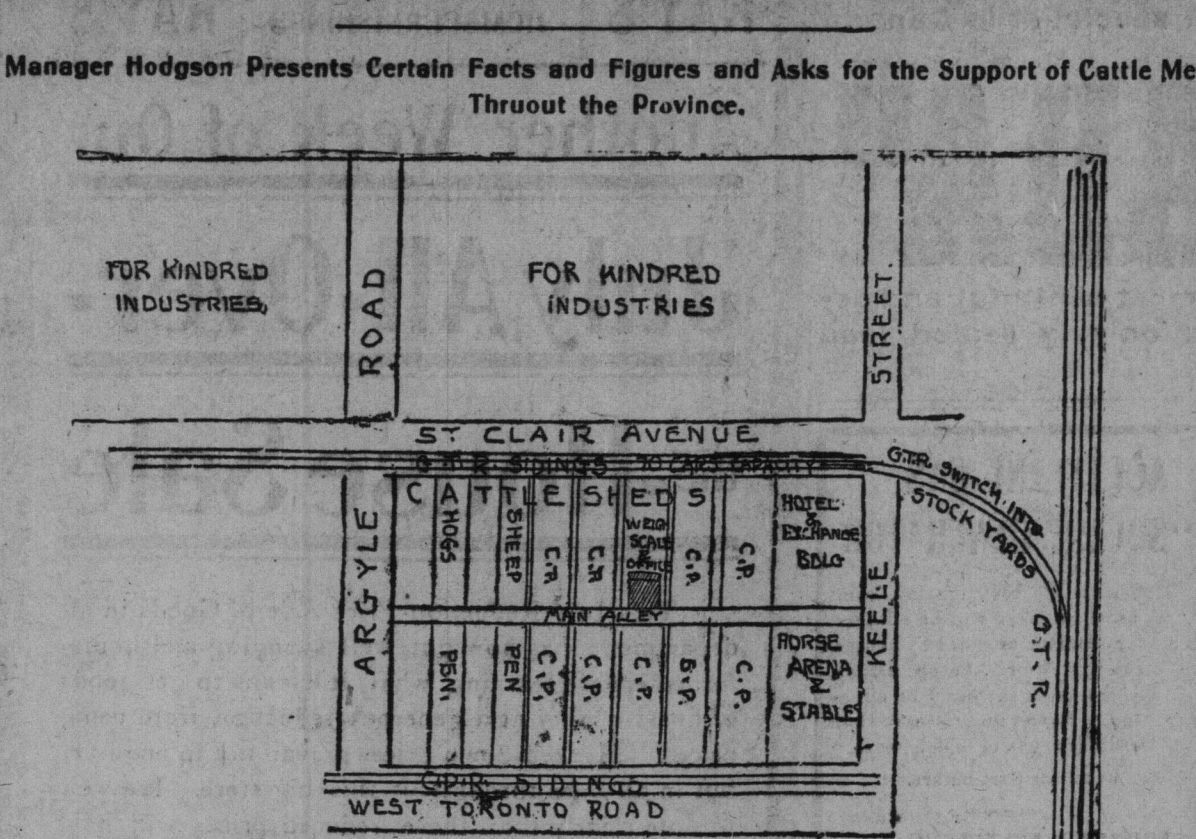 Manager Hodgson Presents Certain Facts and Figures and Asks for the Support of Cattle Me
Thruout the Province.
FOR KINDRED
INDUSTRIES,
ROAD
FOR KINDRED
INDUSTRIES
STREET.
ST CLAIR AVENUE
G.T.R. SIDINGS 70 CARS CAPACITY
G.T.R. SWITCH INTO
STOCK YARDS
CATTLE SHEDS
ARGYLE
HOGS
SHEEP
C.P.
C.P.
WEIGH
SCALE
&
OFFICE
C.P.
C.P.
HOTEL
&
EXCHANGE
BDLG
KEELE
G.T.R.
MAIN ALLEY
PEN,
PEN
C.P.
C.P.
C.P.
S.P.
C.P.
HORSE
ARENA
&
STABLES
C.P.R. SIDINGS
WEST TORONTO ROAD